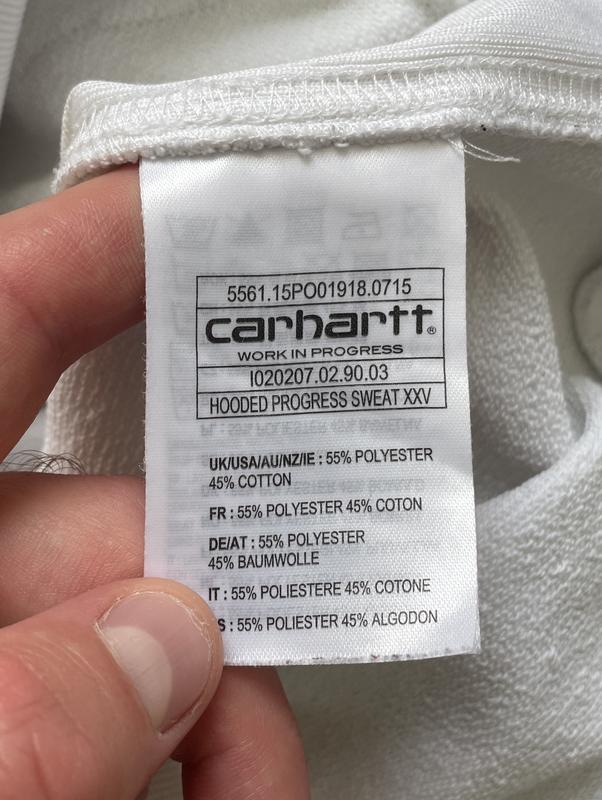 5561.15PO01918.0715
carhartt®
WORK IN PROGRESS
I020207.02.90.03
HOODED PROGRESS SWEAT XXV
UK/USA/AU/NZ/IE : 55% POLYESTER
45% COTTON
FR : 55% POLYESTER 45% COTON
DE/AT : 55% POLYESTER
45% BAUMWOLLE
IT : 55% POLIESTERE 45% COTONE
S : 55% POLIESTER 45% ALGODON